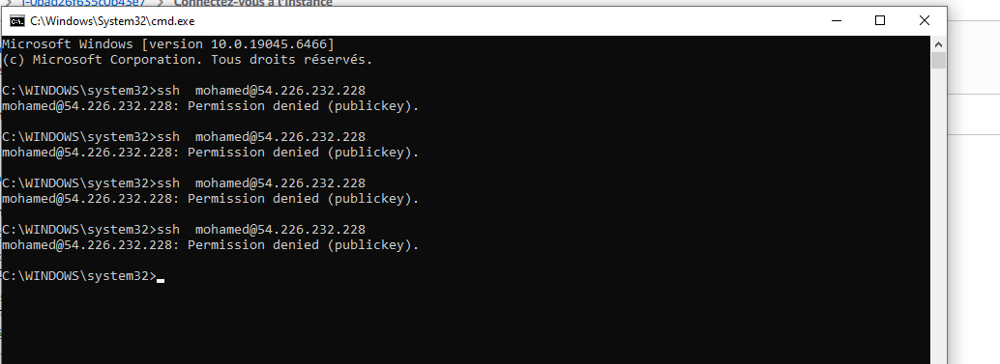 i-0bad26f635c0b43e7 > Connectez-vous à l'instance
C:\Windows\System32\cmd.exe
Microsoft Windows [version 10.0.19045.6466]
(c) Microsoft Corporation. Tous droits réservés.
C:\WINDOWS\system32>ssh  mohamed@54.226.232.228
mohamed@54.226.232.228: Permission denied (publickey).
C:\WINDOWS\system32>ssh  mohamed@54.226.232.228
mohamed@54.226.232.228: Permission denied (publickey).
C:\WINDOWS\system32>ssh  mohamed@54.226.232.228
mohamed@54.226.232.228: Permission denied (publickey).
C:\WINDOWS\system32>ssh  mohamed@54.226.232.228
mohamed@54.226.232.228: Permission denied (publickey).
C:\WINDOWS\system32>